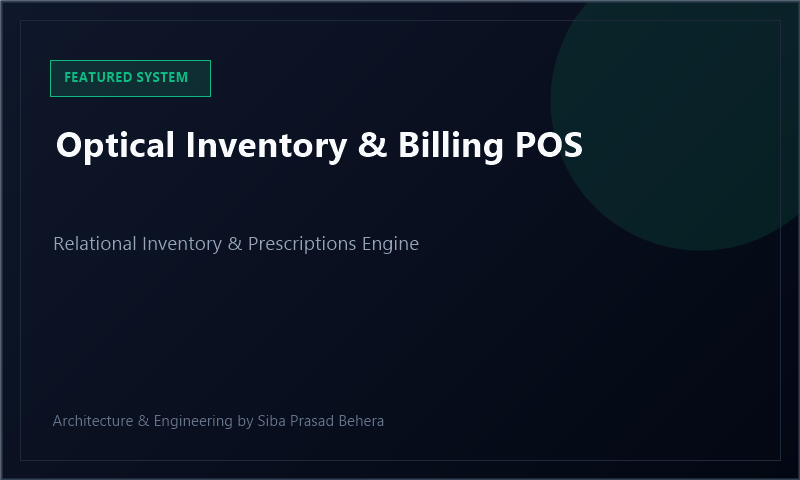 FEATURED SYSTEM
Optical Inventory & Billing POS
Relational Inventory & Prescriptions Engine
Architecture & Engineering by Siba Prasad Behera